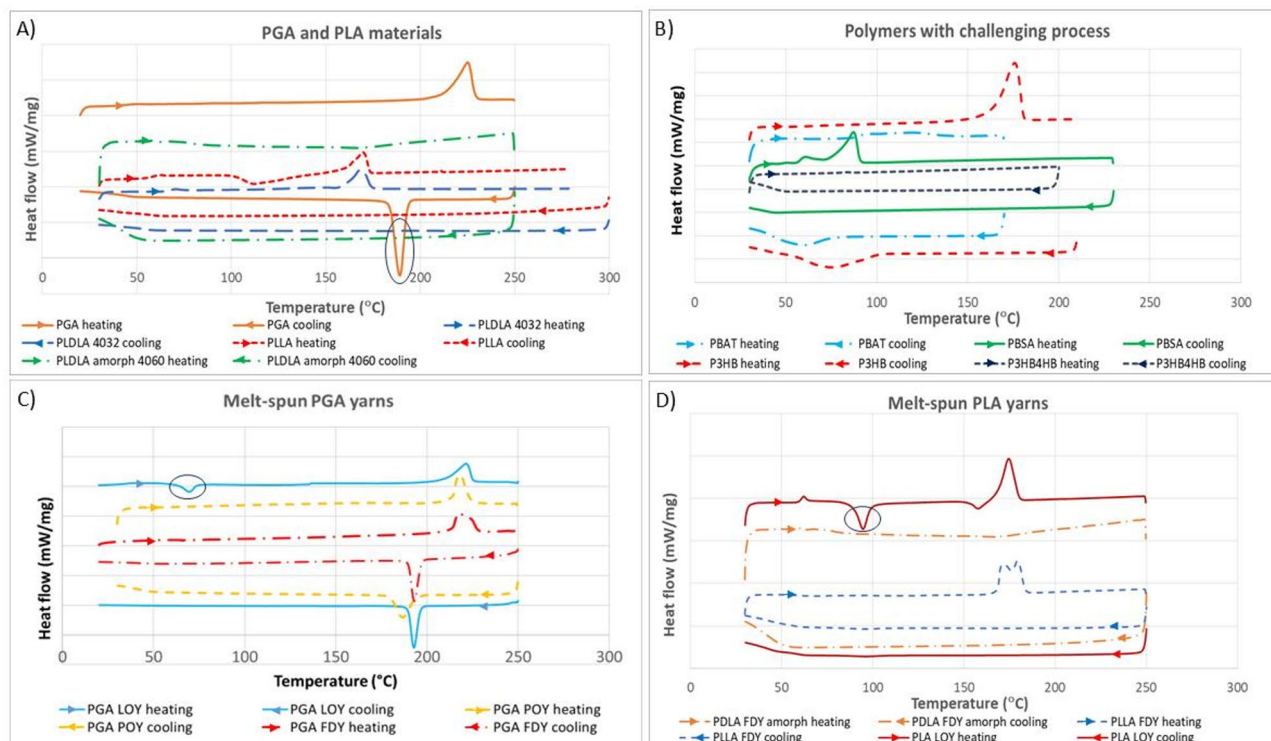 A)
PGA and PLA materials
Heat flow (mW/mg)
0 50 100 150 200 250 300
Temperature (°C)
PGA heating PGA cooling PLDLA 4032 heating
PLDLA 4032 cooling PLLA heating PLLA cooling
PLDLA amorph 4060 heating PLDLA amorph 4060 cooling
B)
Polymers with challenging process
Heat flow (mW/mg)
0 50 100 150 200 250 300
Temperature (°C)
PBAT heating PBAT cooling PBSA heating PBSA cooling
P3HB heating P3HB cooling P3HB4HB heating P3HB4HB cooling
C)
Melt-spun PGA yarns
Heat flow (mW/mg)
0 50 100 150 200 250 300
Temperature (°C)
PGA LOY heating PGA LOY cooling PGA POY heating
PGA POY cooling PGA FDY heating PGA FDY cooling
D)
Melt-spun PLA yarns
Heat flow (mW/mg)
0 50 100 150 200 250 300
Temperature (°C)
PDLA FDY amorph heating PDLA FDY amorph cooling PLLA FDY heating
PLLA FDY cooling PLA LOY heating PLA LOY cooling